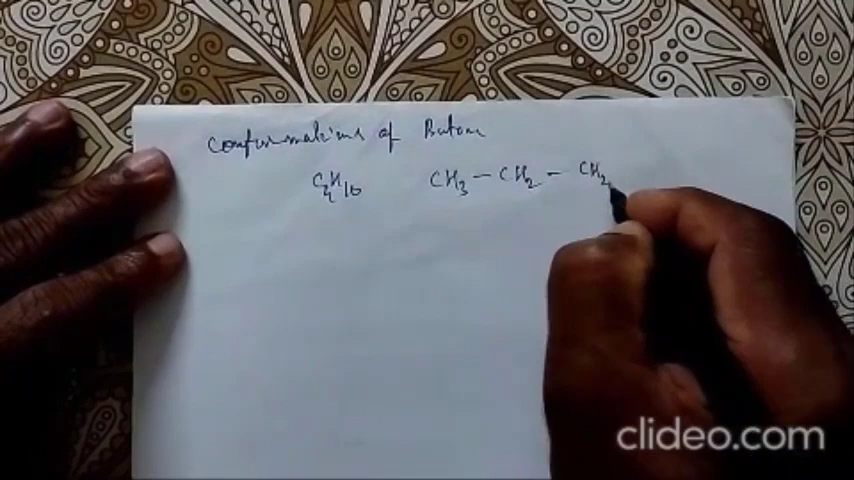 Conformations of Butane
C4H10 CH3 - CH2 - CH2
clideo.com